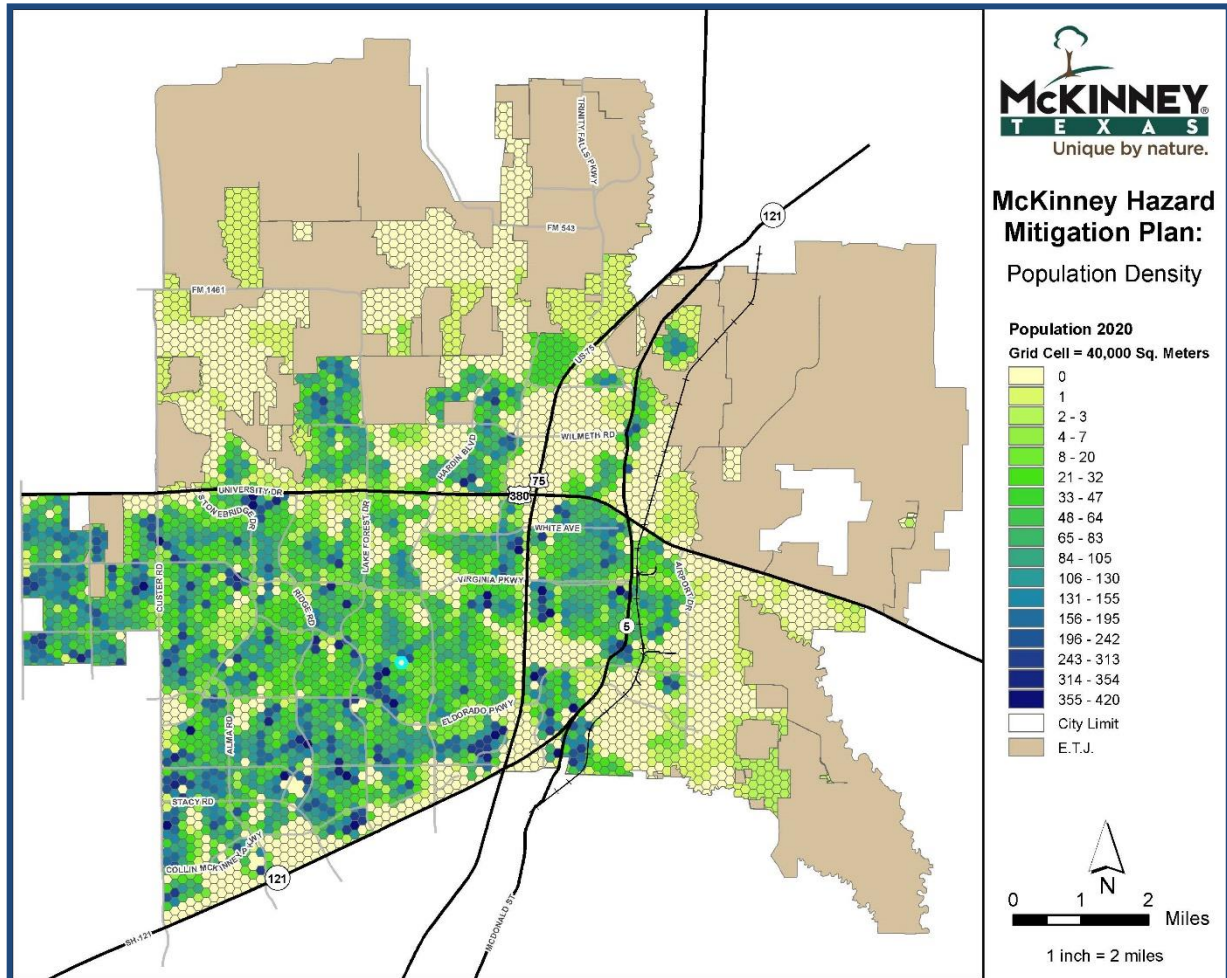 TRINITY FALLS PKWY
121
FM 543
FM 1461
US-75
HARDIN BLVD
WILMETH RD
75
380
UNIVERSITY DR
STONEBRIDGE DR
LAKE FOREST DR
WHITE AVE
CUSTER RD
VIRGINIA PKWY
AIRPORT DR
RIDGE RD
5
ALMA RD
ELDORADO PKWY
STACY RD
COLLIN MCKINNEY PKWY
121
SH-121
MCDONALD ST
McKINNEY®
TEXAS
Unique by nature.
McKinney Hazard
Mitigation Plan:
Population Density
Population 2020
Grid Cell = 40,000 Sq. Meters
0
1
2 - 3
4 - 7
8 - 20
21 - 32
33 - 47
48 - 64
65 - 83
84 - 105
106 - 130
131 - 155
156 - 195
196 - 242
243 - 313
314 - 354
355 - 420
City Limit
E.T.J.
N
0 1 2
Miles
1 inch = 2 miles